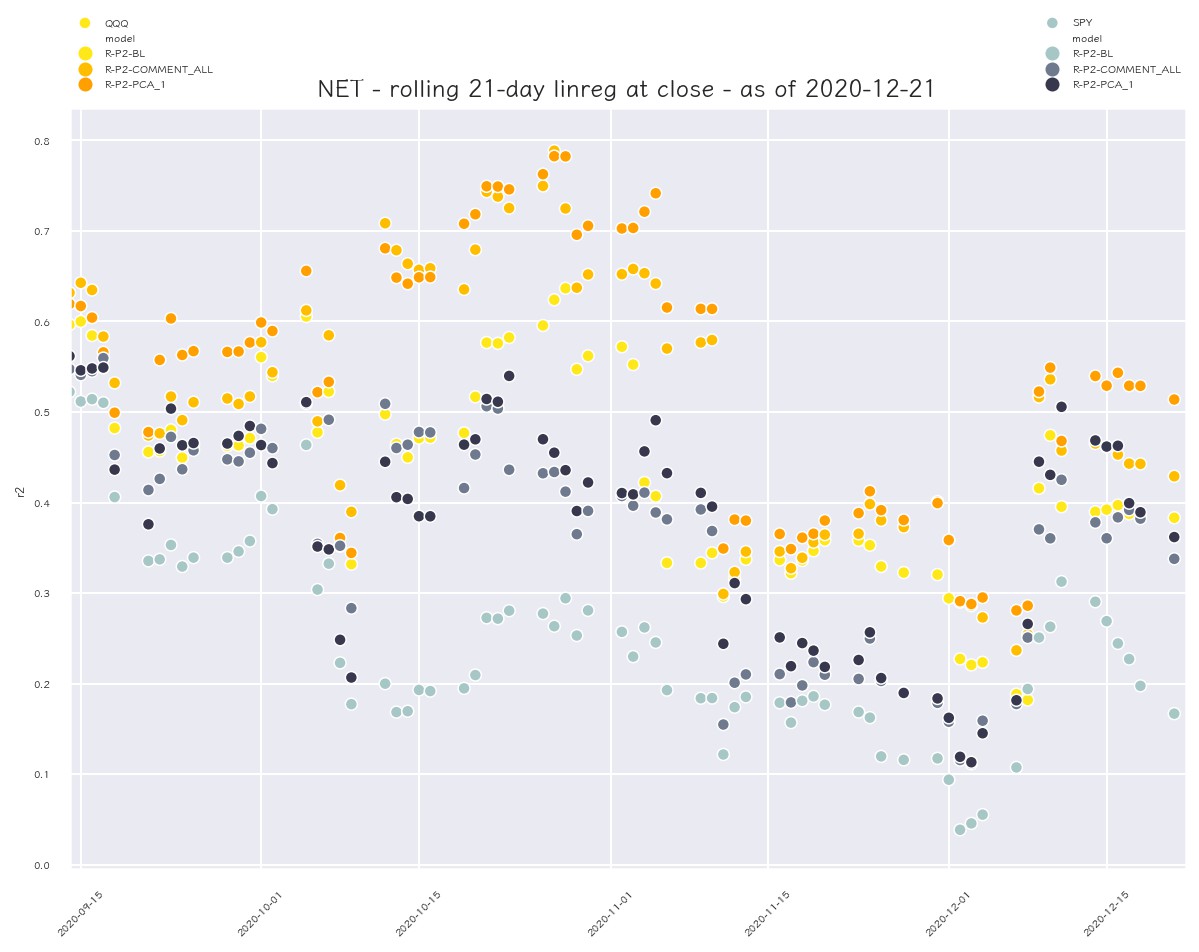 QQQ
model
R-P2-BL
R-P2-COMMENT_ALL
R-P2-PCA_1
SPY
model
R-P2-BL
R-P2-COMMENT_ALL
R-P2-PCA_1
NET - rolling 21-day linreg at close - as of 2020-12-21
0.8
0.7
0.6
0.5
0.4
0.3
0.2
0.1
0.0
r2
2020-09-15
2020-10-01
2020-10-15
2020-11-01
2020-11-15
2020-12-01
2020-12-15